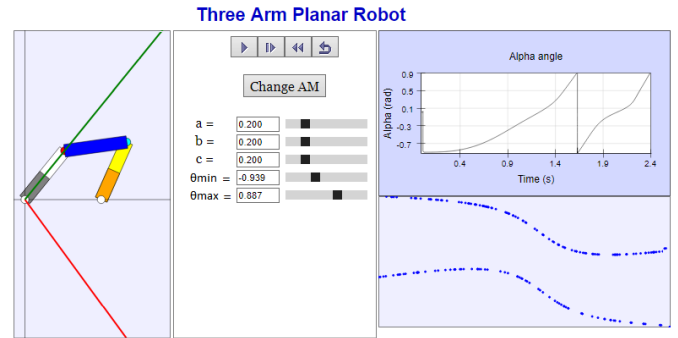 Three Arm Planar Robot
Change AM
a = 0.200
b = 0.200
c = 0.200
θmin = -0.939
θmax = 0.887
Alpha angle
Alpha (rad)
0.9
0.5
0.1
-0.3
-0.7
0.4 0.9 1.4 1.9 2.4
Time (s)